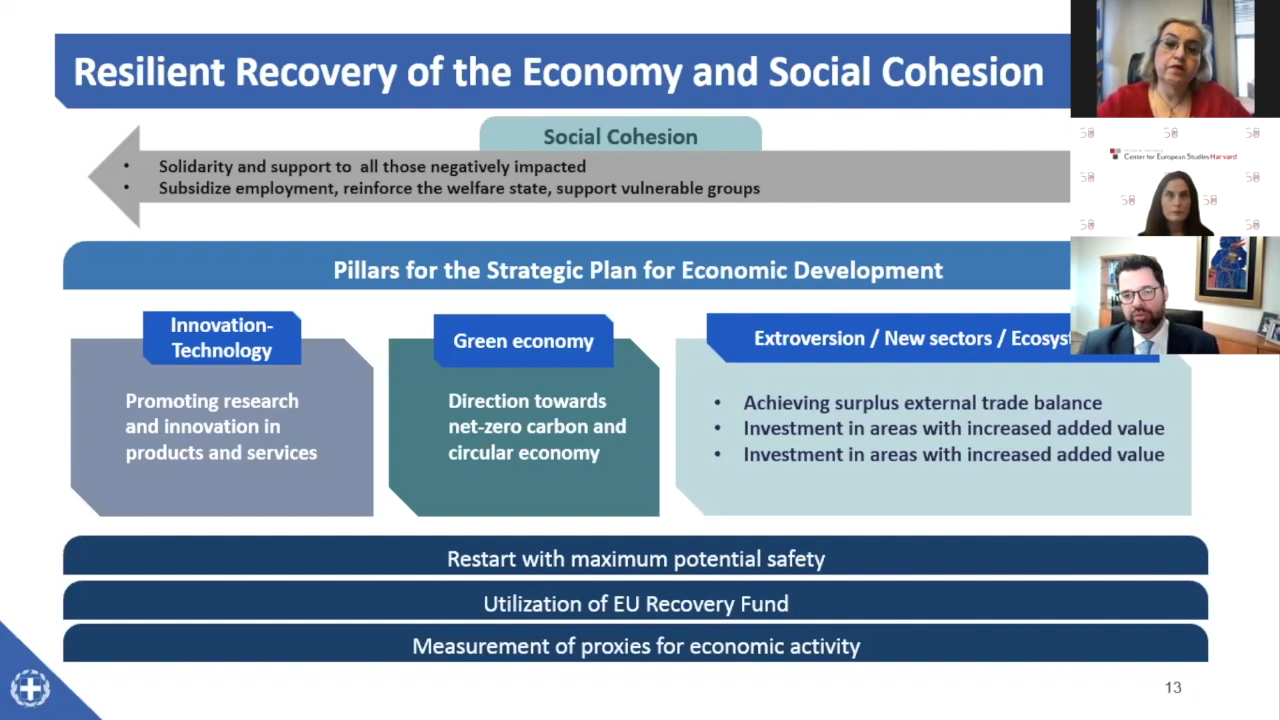 Resilient Recovery of the Economy and Social Cohesion
Social Cohesion
• Solidarity and support to all those negatively impacted
• Subsidize employment, reinforce the welfare state, support vulnerable groups
Center for European Studies Harvard
Pillars for the Strategic Plan for Economic Development
Innovation-
Technology
Promoting research
and innovation in
products and services
Green economy
Direction towards
net-zero carbon and
circular economy
Extroversion / New sectors / Ecosyst
• Achieving surplus external trade balance
• Investment in areas with increased added value
• Investment in areas with increased added value
Restart with maximum potential safety
Utilization of EU Recovery Fund
Measurement of proxies for economic activity
13